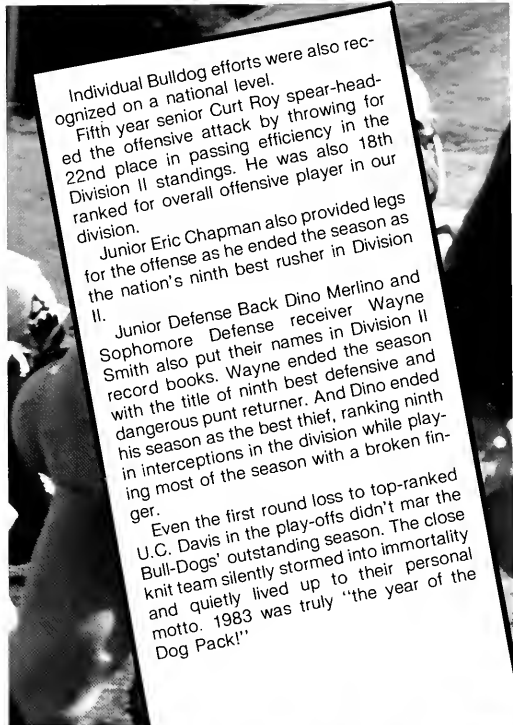 Individual Bulldog efforts were also rec-
ognized on a national level.
Fifth year senior Curt Roy spear-head-
ed the offensive attack by throwing for
22nd place in passing efficiency in the
Division II standings. He was also 18th
ranked for overall offensive player in our
division.
Junior Eric Chapman also provided legs
for the offense as he ended the season as
the nation's ninth best rusher in Division
II.
Junior Defense Back Dino Merlino and
Sophomore Defense receiver Wayne
Smith also put their names in Division II
record books. Wayne ended the season
with the title of ninth best defensive and
dangerous punt returner. And Dino ended
his season as the best thief, ranking ninth
in interceptions in the division while play-
ing most of the season with a broken fin-
ger.
Even the first round loss to top-ranked
U.C. Davis in the play-offs didn't mar the
Bull-Dogs' outstanding season. The close
knit team silently stormed into immortality
and quietly lived up to their personal
motto. 1983 was truly "the year of the
Dog Pack!"